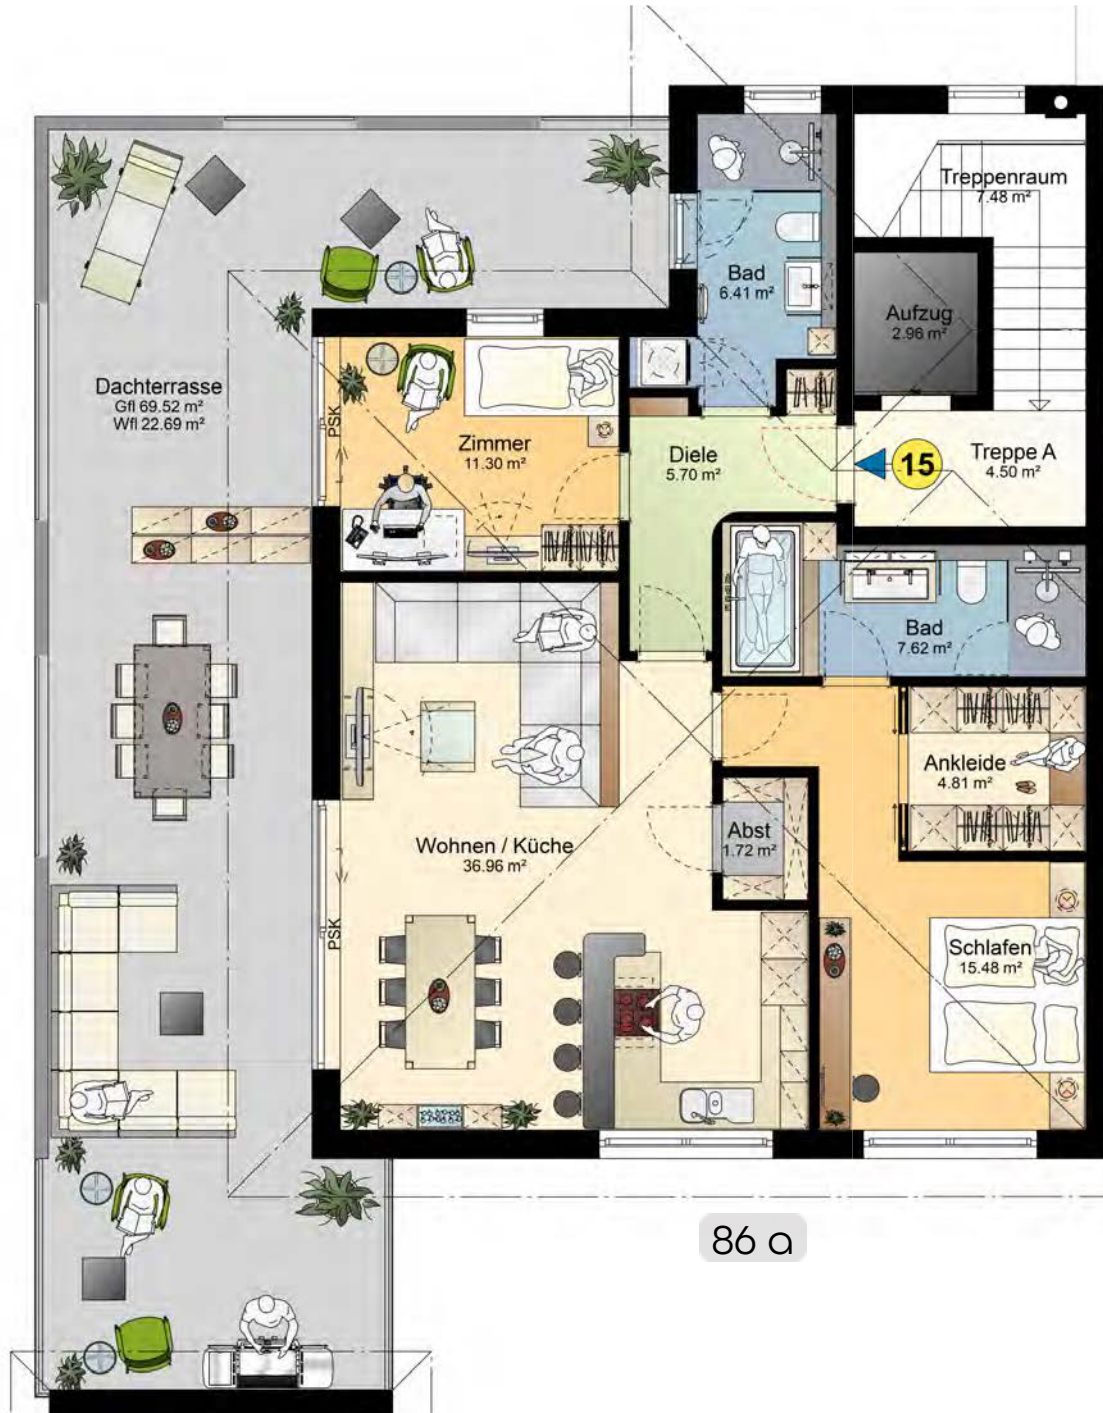 Treppenraum
7.48 m²
Bad
6.41 m²
Aufzug
2.96 m²
Dachterrasse
Gfl 69.52 m²
Wfl 22.69 m²
PSK
Zimmer
11.30 m²
Diele
5.70 m²
15
Treppe A
4.50 m²
Bad
7.62 m²
Ankleide
4.81 m²
Wohnen / Küche
36.96 m²
Abst
1.72 m²
PSK
Schlafen
15.48 m²
86 a